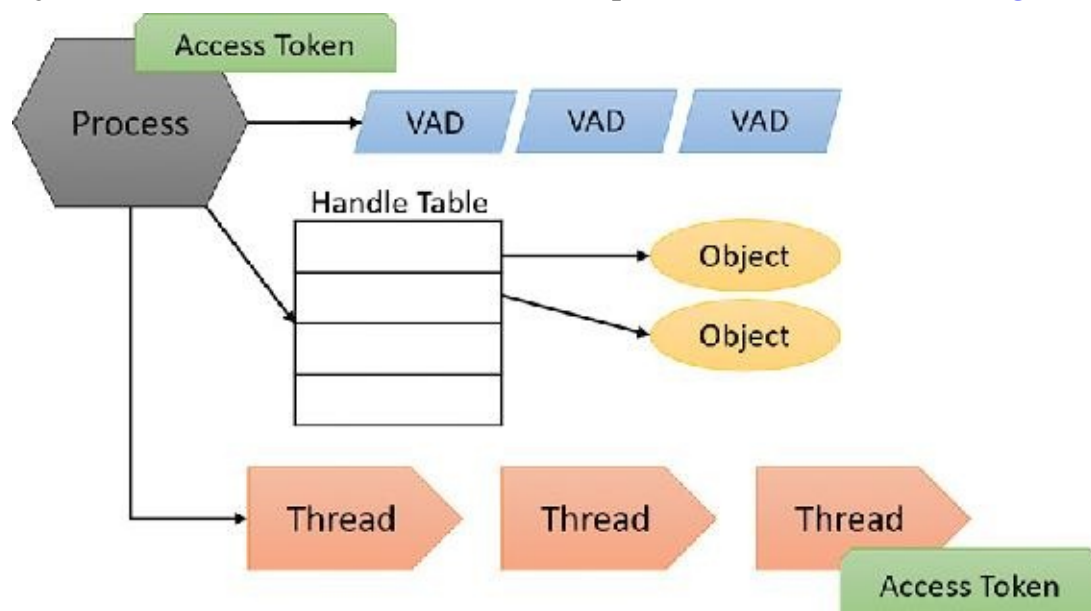 Access Token
Process
VAD
VAD
VAD
Handle Table
Object
Object
Thread
Thread
Thread
Access Token